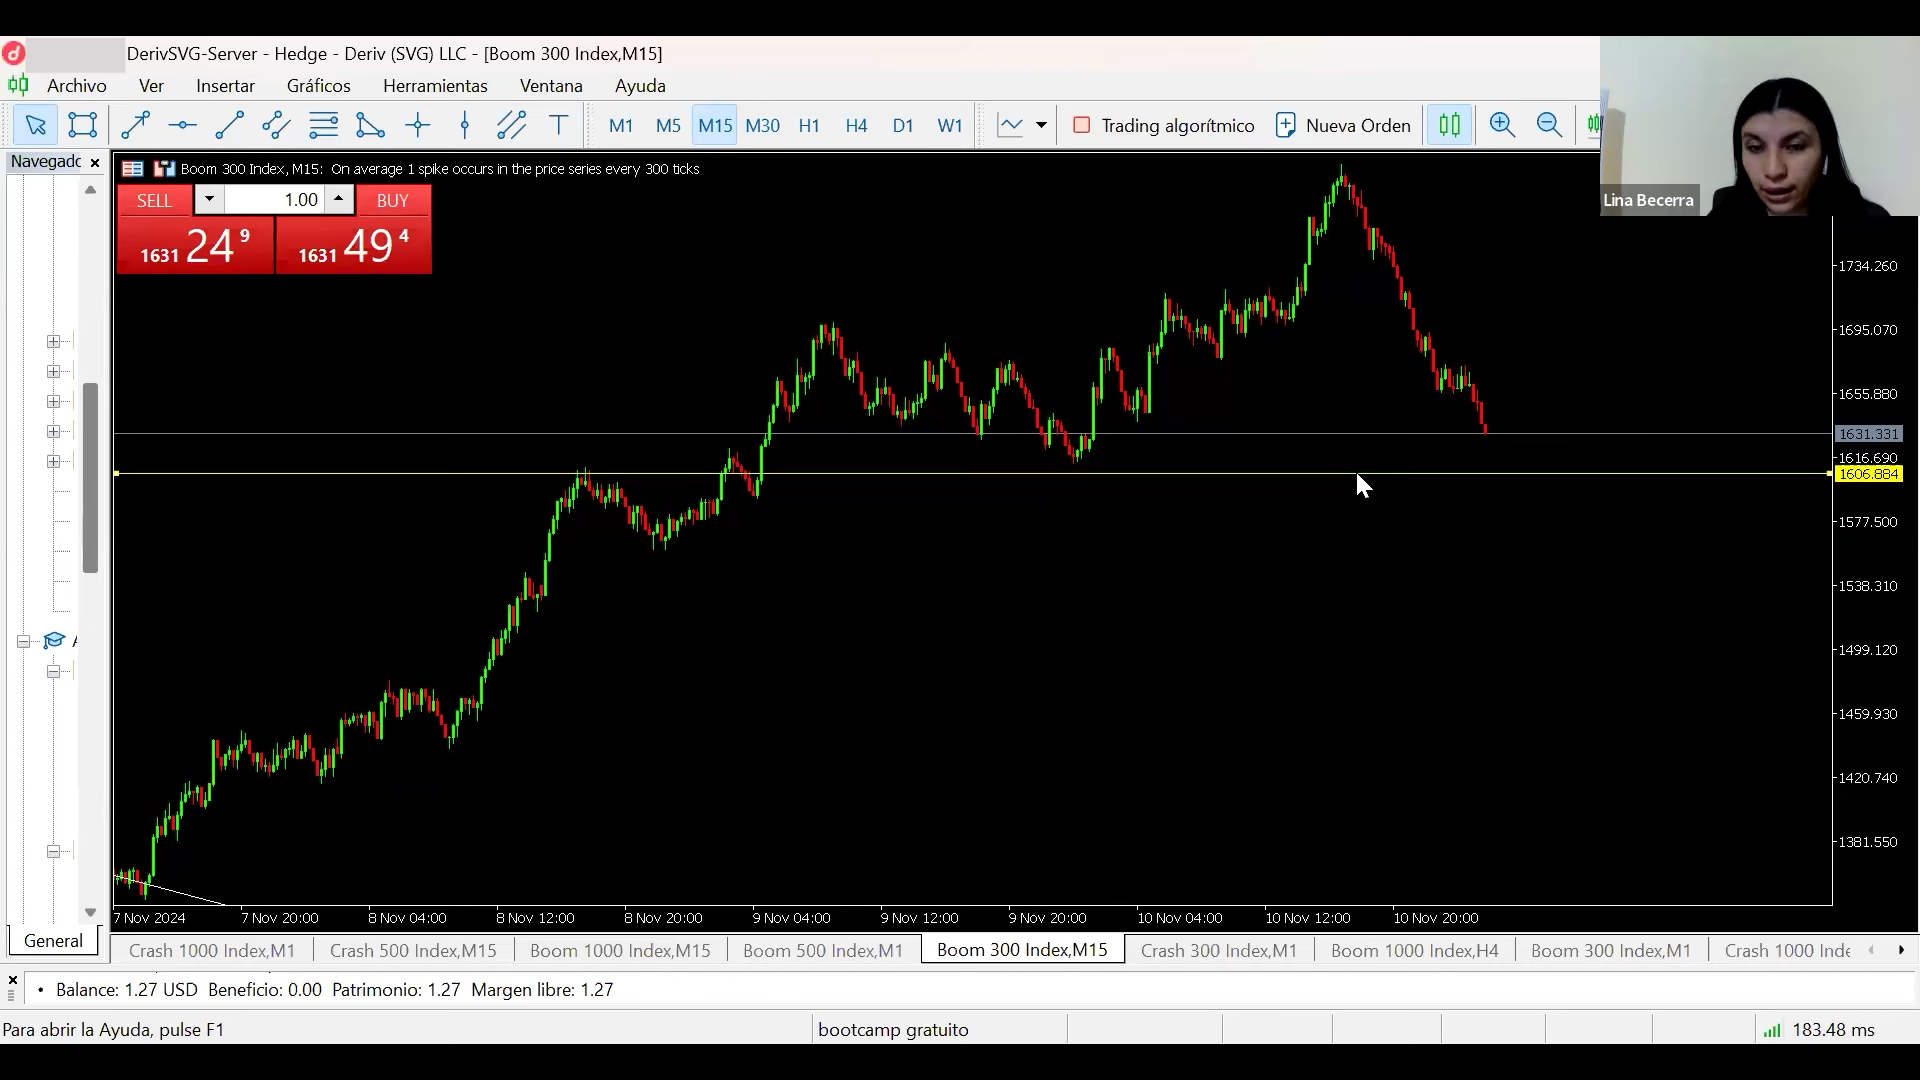 DerivSVG-Server - Hedge - Deriv (SVG) LLC - [Boom 300 Index,M15]
Archivo Ver Insertar Gráficos Herramientas Ventana Ayuda
T M1 M5 M15 M30 H1 H4 D1 W1 Trading algorítmico Nueva Orden
Lina Becerra
Navegado
Boom 300 Index, M15: On average 1 spike occurs in the price series every 300 ticks
SELL 1.00 BUY
1631 24 9 1631 49 4
1734.260
1695.070
1655.880
1631.331
1616.690
1606.884
1577.500
1538.310
1499.120
1459.930
1420.740
1381.550
7 Nov 2024 7 Nov 20:00 8 Nov 04:00 8 Nov 12:00 8 Nov 20:00 9 Nov 04:00 9 Nov 12:00 9 Nov 20:00 10 Nov 04:00 10 Nov 12:00 10 Nov 20:00
General
Crash 1000 Index,M1 Crash 500 Index,M15 Boom 1000 Index,M15 Boom 500 Index,M1 Boom 300 Index,M15 Crash 300 Index,M1 Boom 1000 Index,H4 Boom 300 Index,M1 Crash 1000 Inde
• Balance: 1.27 USD Beneficio: 0.00 Patrimonio: 1.27 Margen libre: 1.27
Para abrir la Ayuda, pulse F1 bootcamp gratuito 183.48 ms